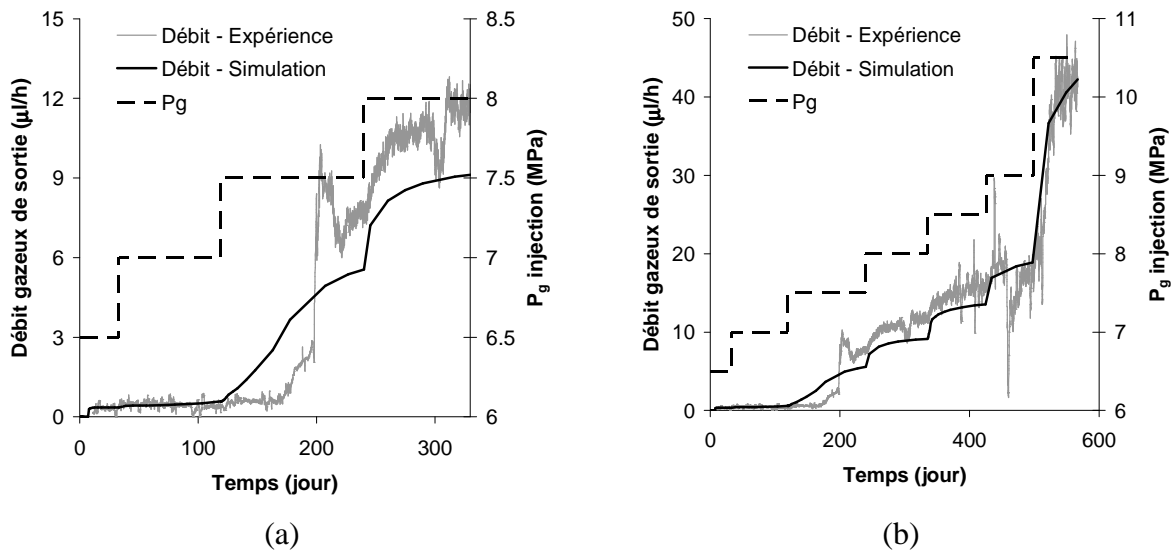 15
12
9
6
3
0
Débit gazeux de sortie (µl/h)
Débit - Expérience
Débit - Simulation
Pg
8.5
8
7.5
7
6.5
6
Pg injection (MPa)
0 100 200 300
Temps (jour)
(a)
50
40
30
20
10
0
Débit gazeux de sortie (µl/h)
Débit - Expérience
Débit - Simulation
Pg
11
10
9
8
7
6
Pg injection (MPa)
0 200 400 600
Temps (jour)
(b)